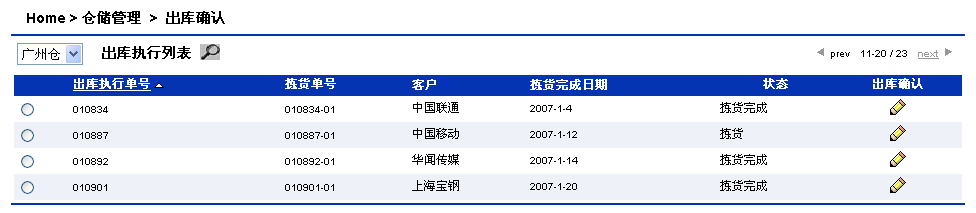 Home > 仓储管理 > 出库确认
广州仓 出库执行列表 prev 11-20 / 23 next
出库执行单号 拣货单号 客户 拣货完成日期 状态 出库确认
010834 010834-01 中国联通 2007-1-4 拣货完成
010887 010887-01 中国移动 2007-1-12 拣货
010892 010892-01 华闻传媒 2007-1-14 拣货完成
010901 010901-01 上海宝钢 2007-1-20 拣货完成